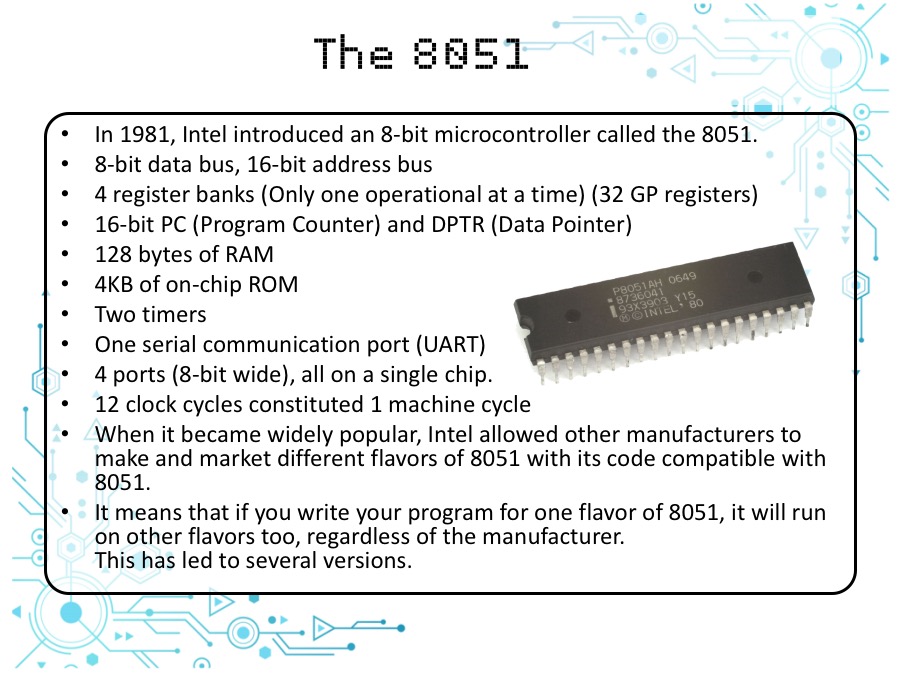 The 8051
• In 1981, Intel introduced an 8-bit microcontroller called the 8051.
• 8-bit data bus, 16-bit address bus
• 4 register banks (Only one operational at a time) (32 GP registers)
• 16-bit PC (Program Counter) and DPTR (Data Pointer)
• 128 bytes of RAM
• 4KB of on-chip ROM
• Two timers
• One serial communication port (UART)
• 4 ports (8-bit wide), all on a single chip.
P8051AH 0649
8736041
93X3903 Y15
Ⓜ ©INTEL '80
• 12 clock cycles constituted 1 machine cycle
• When it became widely popular, Intel allowed other manufacturers to
make and market different flavors of 8051 with its code compatible with
8051.
• It means that if you write your program for one flavor of 8051, it will run
on other flavors too, regardless of the manufacturer.
This has led to several versions.